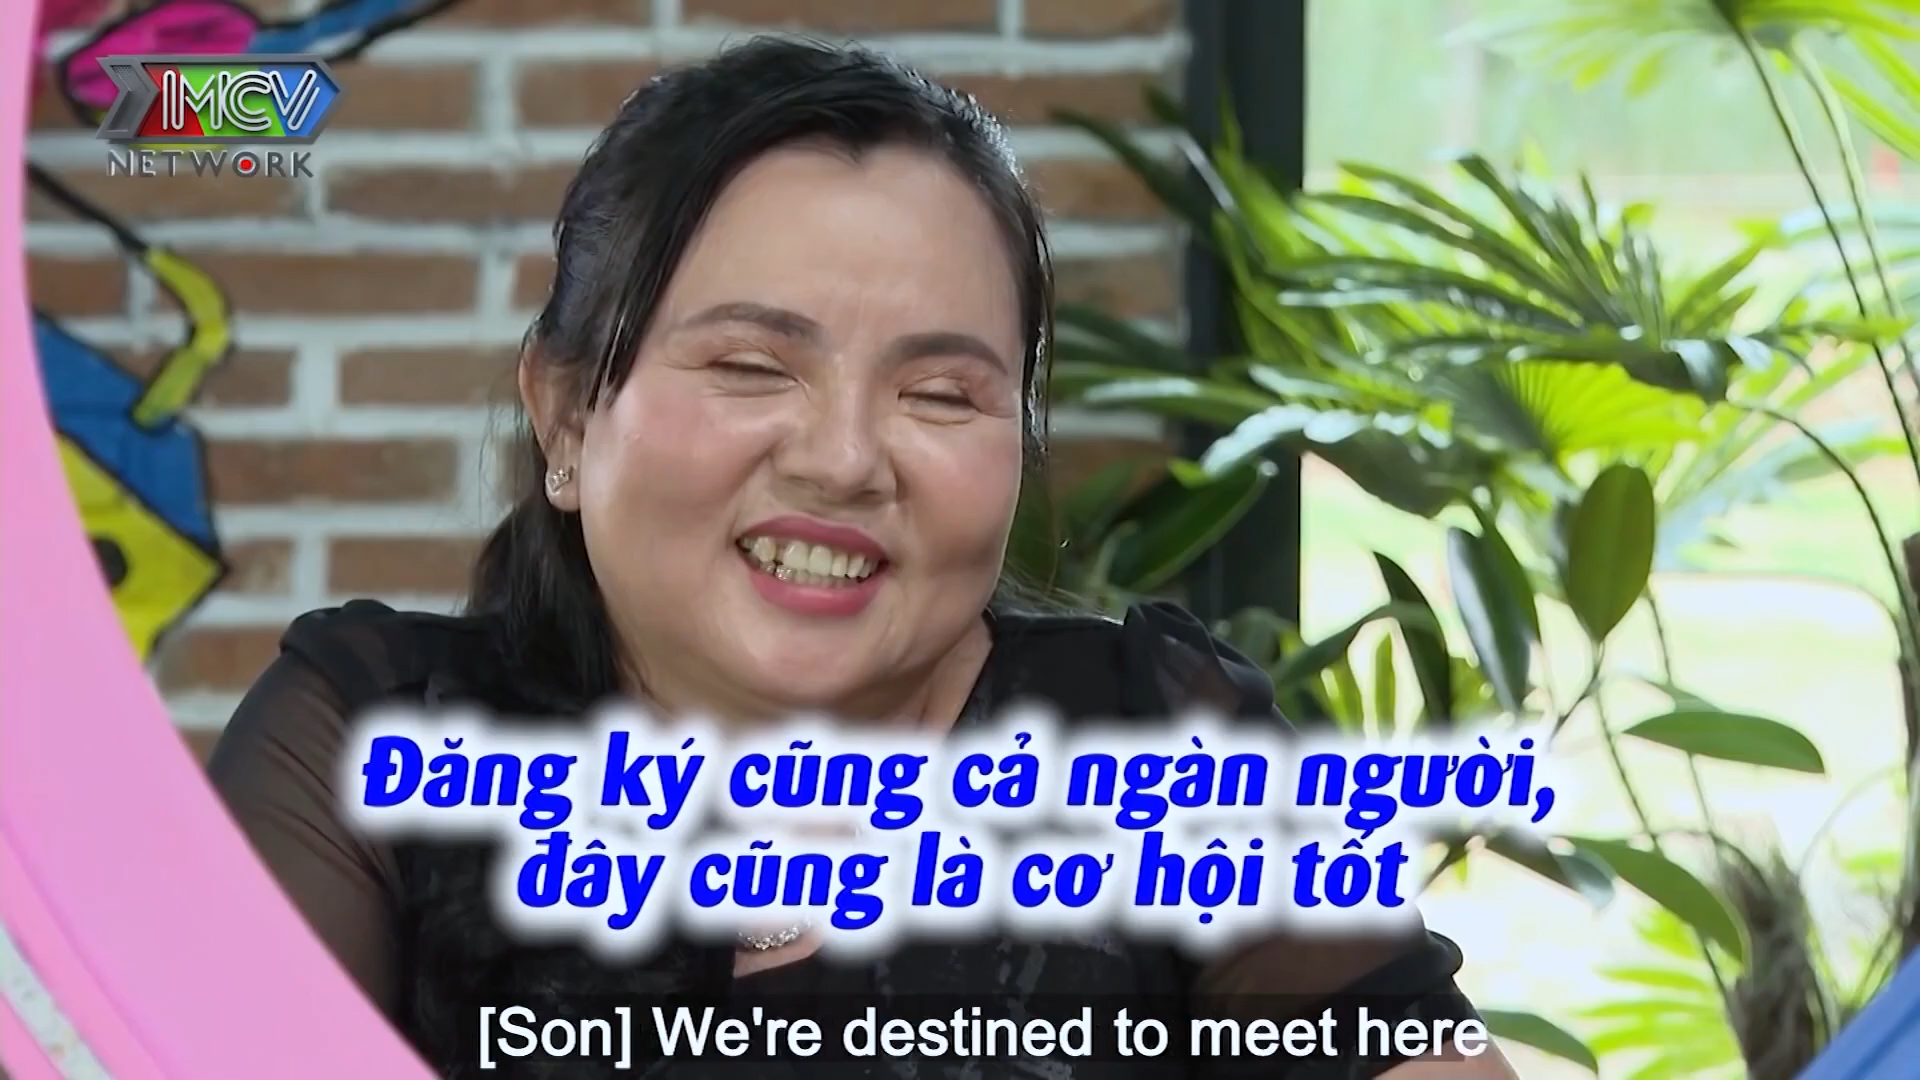 MCV
NETWORK
Đăng ký cũng cả ngàn người,
đây cũng là cơ hội tốt
[Son] We're destined to meet here